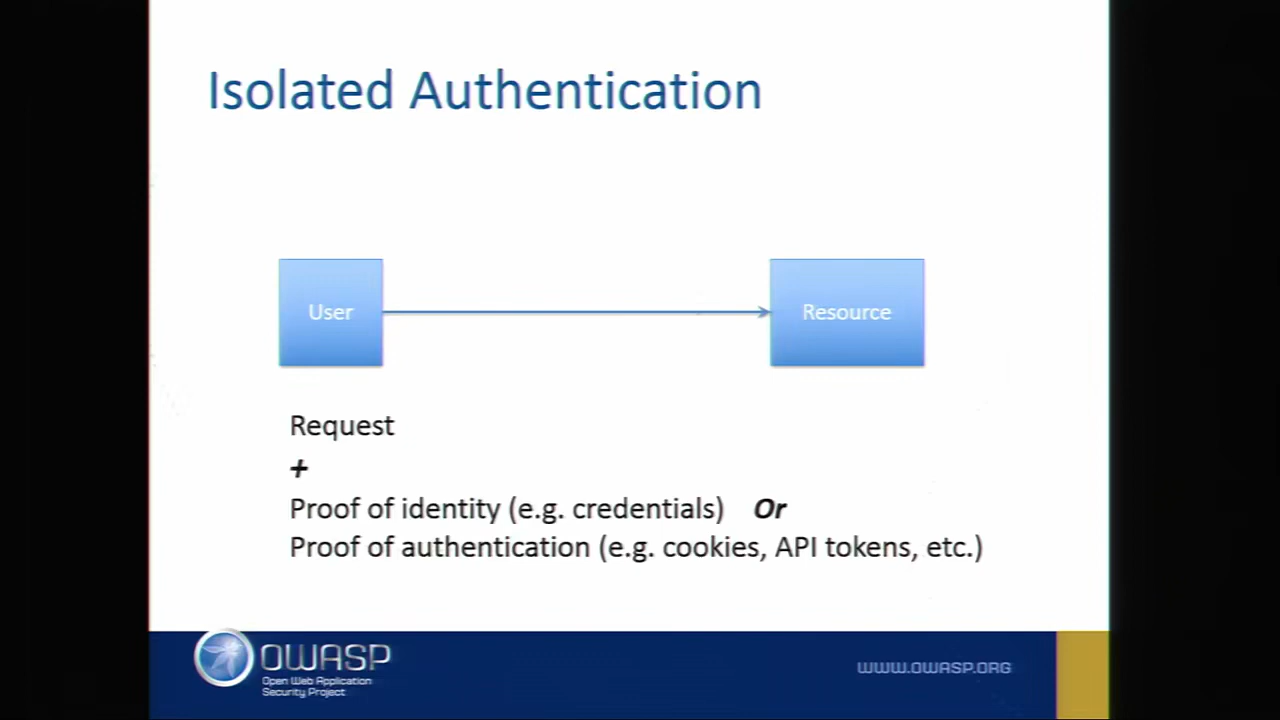 Isolated Authentication
User
Resource
Request
+
Proof of identity (e.g. credentials) Or
Proof of authentication (e.g. cookies, API tokens, etc.)
OWASP
Open Web Application
Security Project
WWW.OWASP.ORG